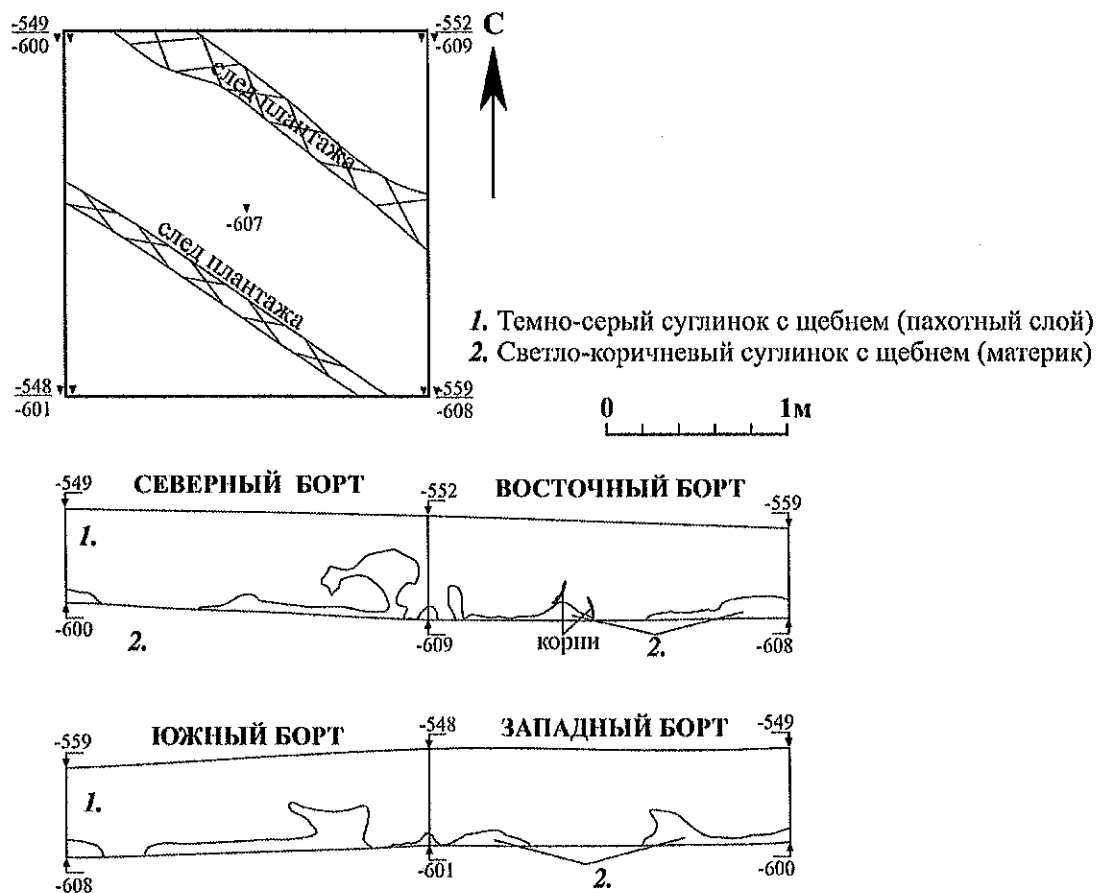 -549
-600
-552
-609
С
след плантажа
-607
след плантажа
-548
-601
-559
-608
1. Темно-серый суглинок с щебнем (пахотный слой)
2. Светло-коричневый суглинок с щебнем (материк)
0 1м
-549 СЕВЕРНЫЙ БОРТ -552 ВОСТОЧНЫЙ БОРТ -559
1.
-600 2. -609 корни 2. -608
-559 ЮЖНЫЙ БОРТ -548 ЗАПАДНЫЙ БОРТ -549
1.
-608 -601 2. -600